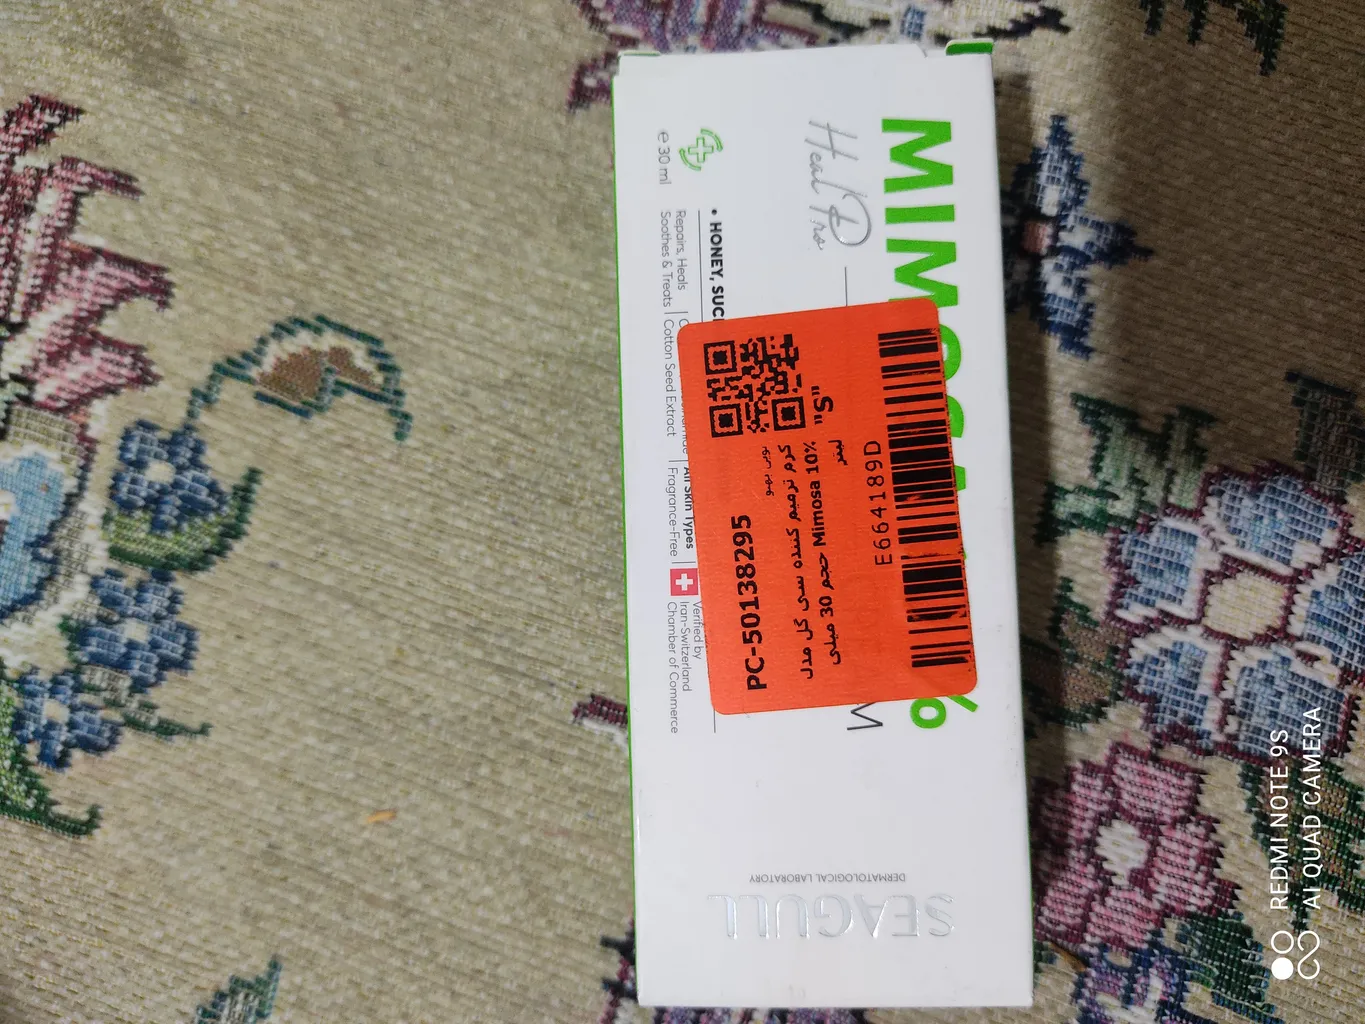 MIMOSA
%
Heal Pro
M
• HONEY, SUC
Repairs, Heals
Soothes & Treats
Cotton Seed Extract
All Skin Types
Fragrance-Free
Verified by
Iran-Switzerland
Chamber of Commerce
e 30 ml
SEAGULL
DERMATOLOGICAL LABORATORY
E664189D
"S"
کرم ترمیم کننده سی گل مدل
Mimosa 10% حجم 30 میلی
لیتر
PC-50138295
REDMI NOTE 9S
AI QUAD CAMERA